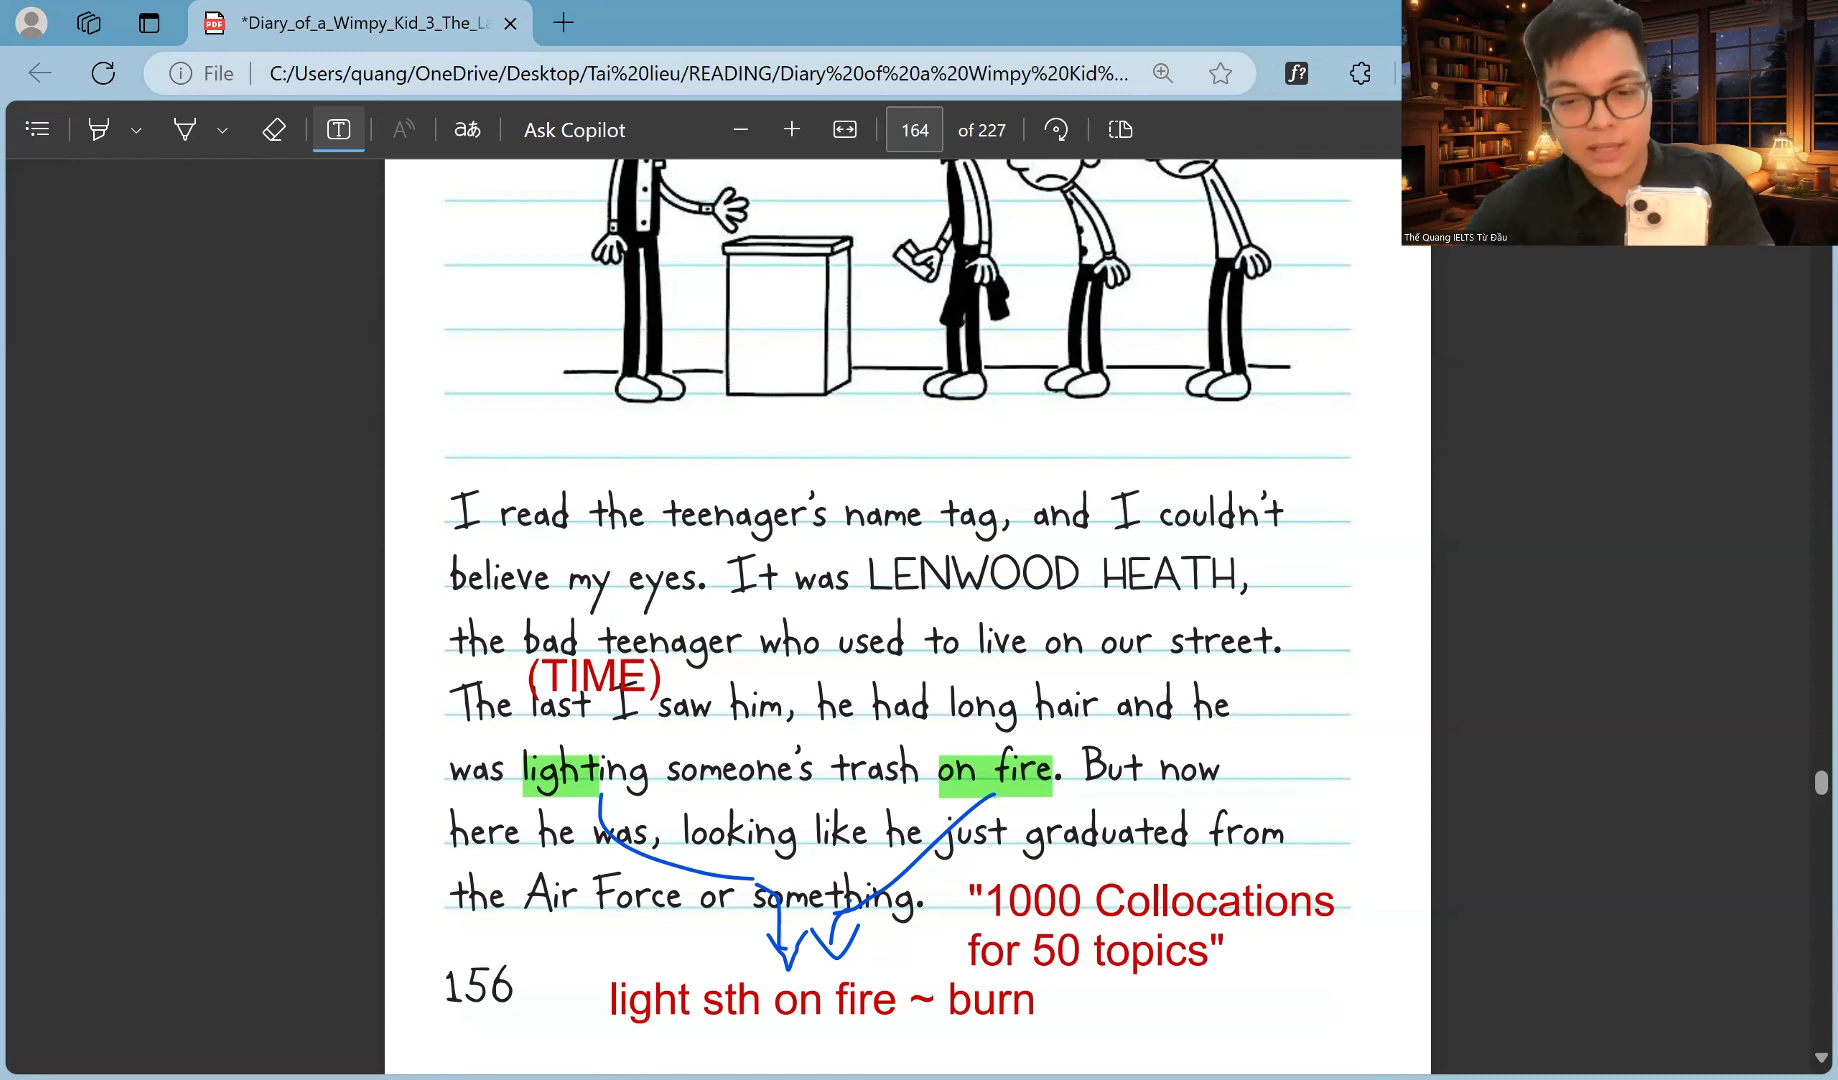 *Diary_of_a_Wimpy_Kid_3_The_La
File
C:/Users/quang/OneDrive/Desktop/Tai%20lieu/READING/Diary%20of%20a%20Wimpy%20Kid%...
f?
PDF
T
aあ
Ask Copilot
164 of 227
Thế Quang IELTS Từ Đầu
I read the teenager's name tag, and I couldn't
believe my eyes. It was LENWOOD HEATH,
the bad teenager who used to live on our street.
(TIME)
The last I saw him, he had long hair and he
was lighting someone's trash on fire. But now
here he was, looking like he just graduated from
the Air Force or something.
"1000 Collocations
for 50 topics"
156
light sth on fire ~ burn